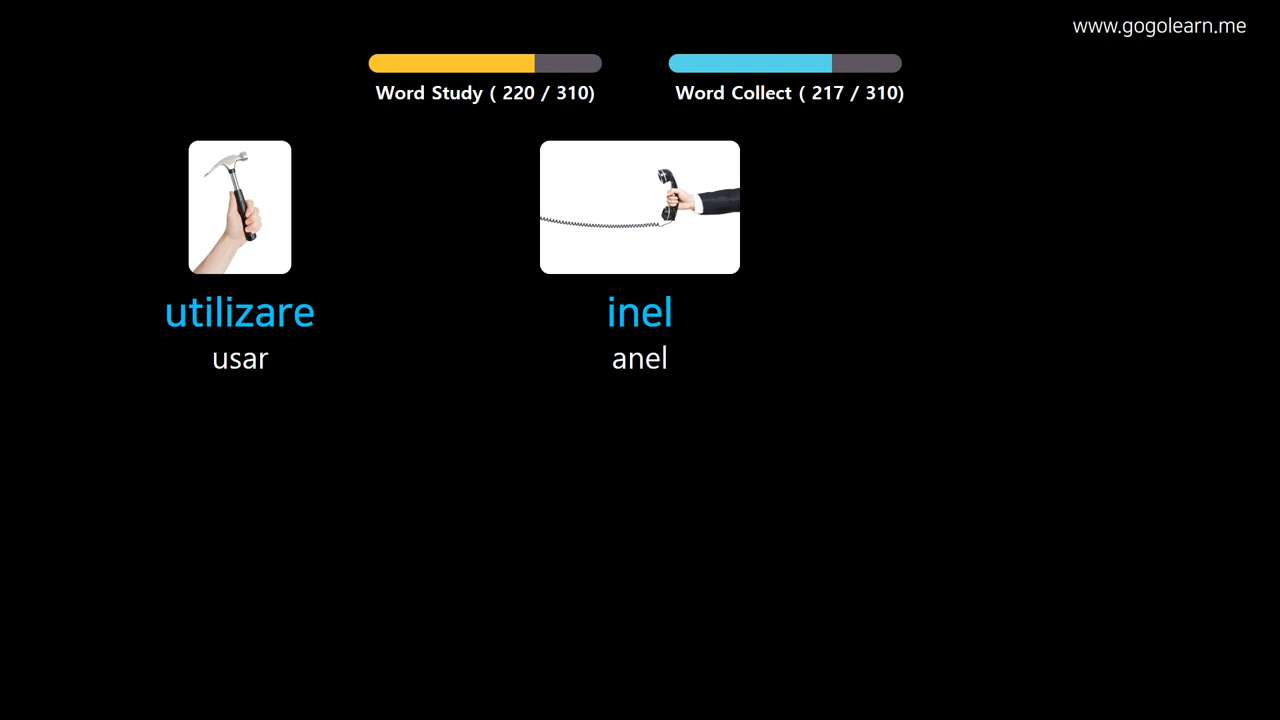 www.gogolearn.me
Word Study ( 220 / 310)
Word Collect ( 217 / 310)
utilizare
usar
inel
anel